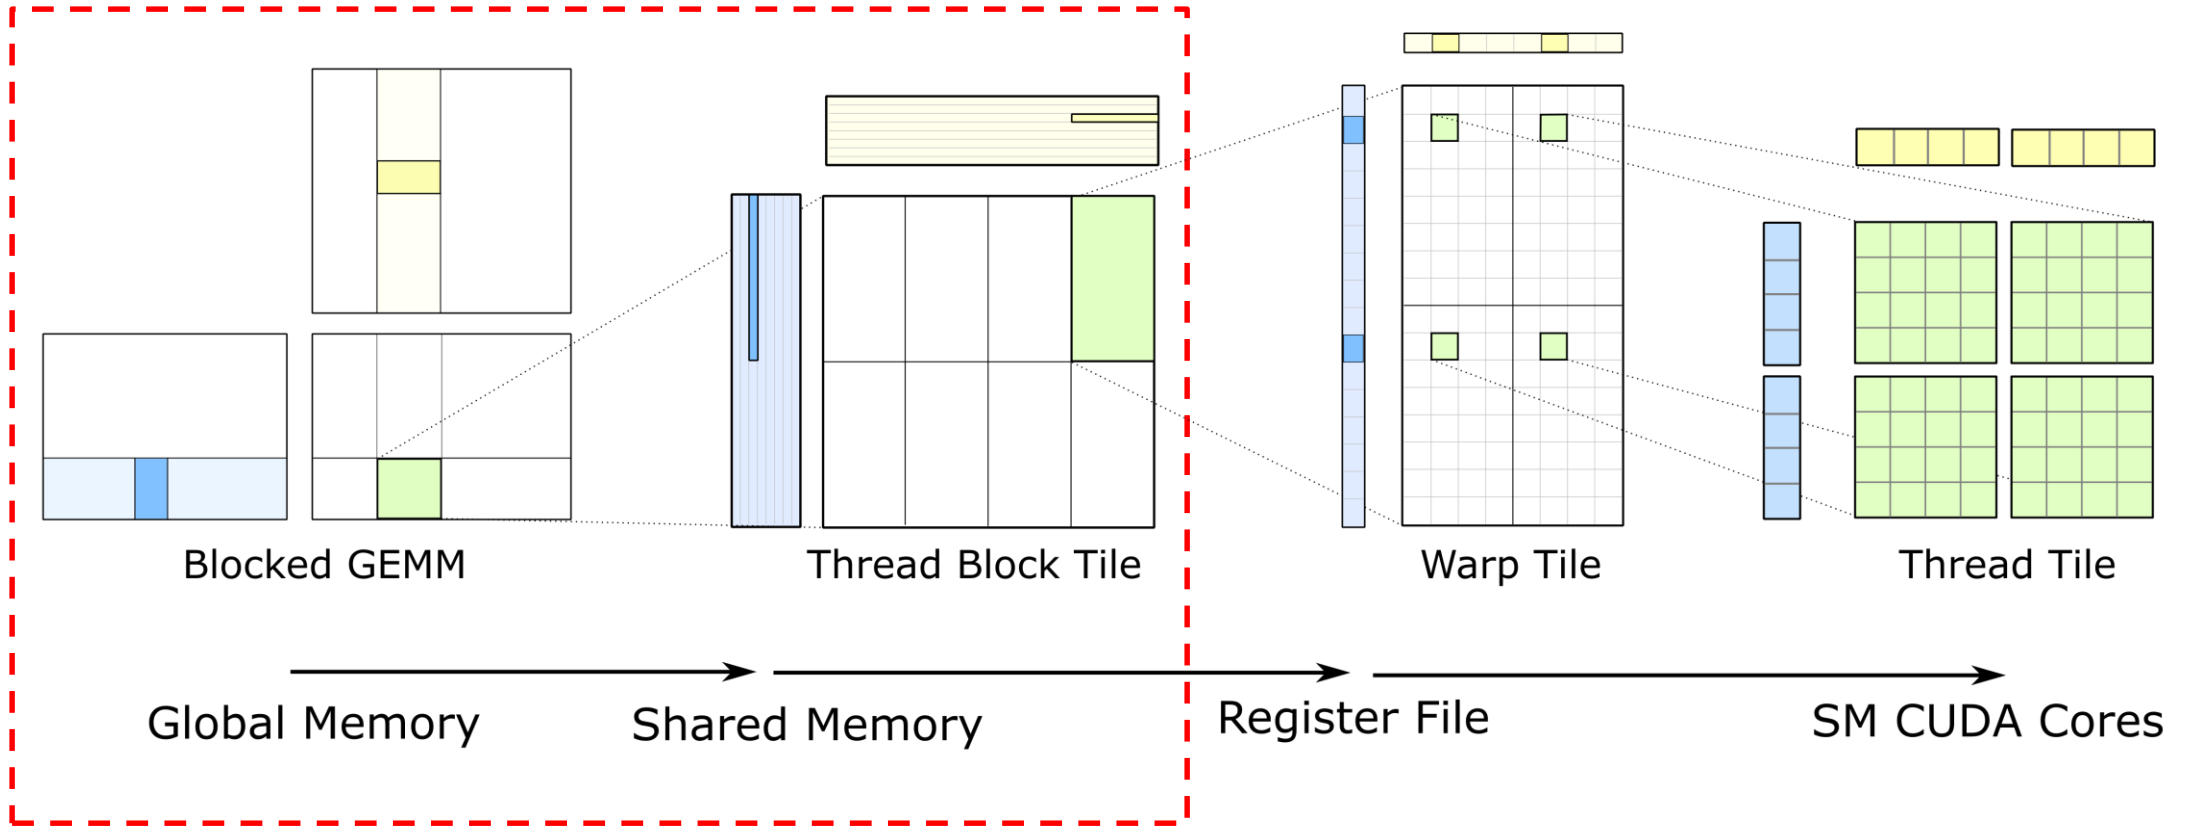 Blocked GEMM
Thread Block Tile
Warp Tile
Thread Tile
Global Memory
Shared Memory
Register File
SM CUDA Cores